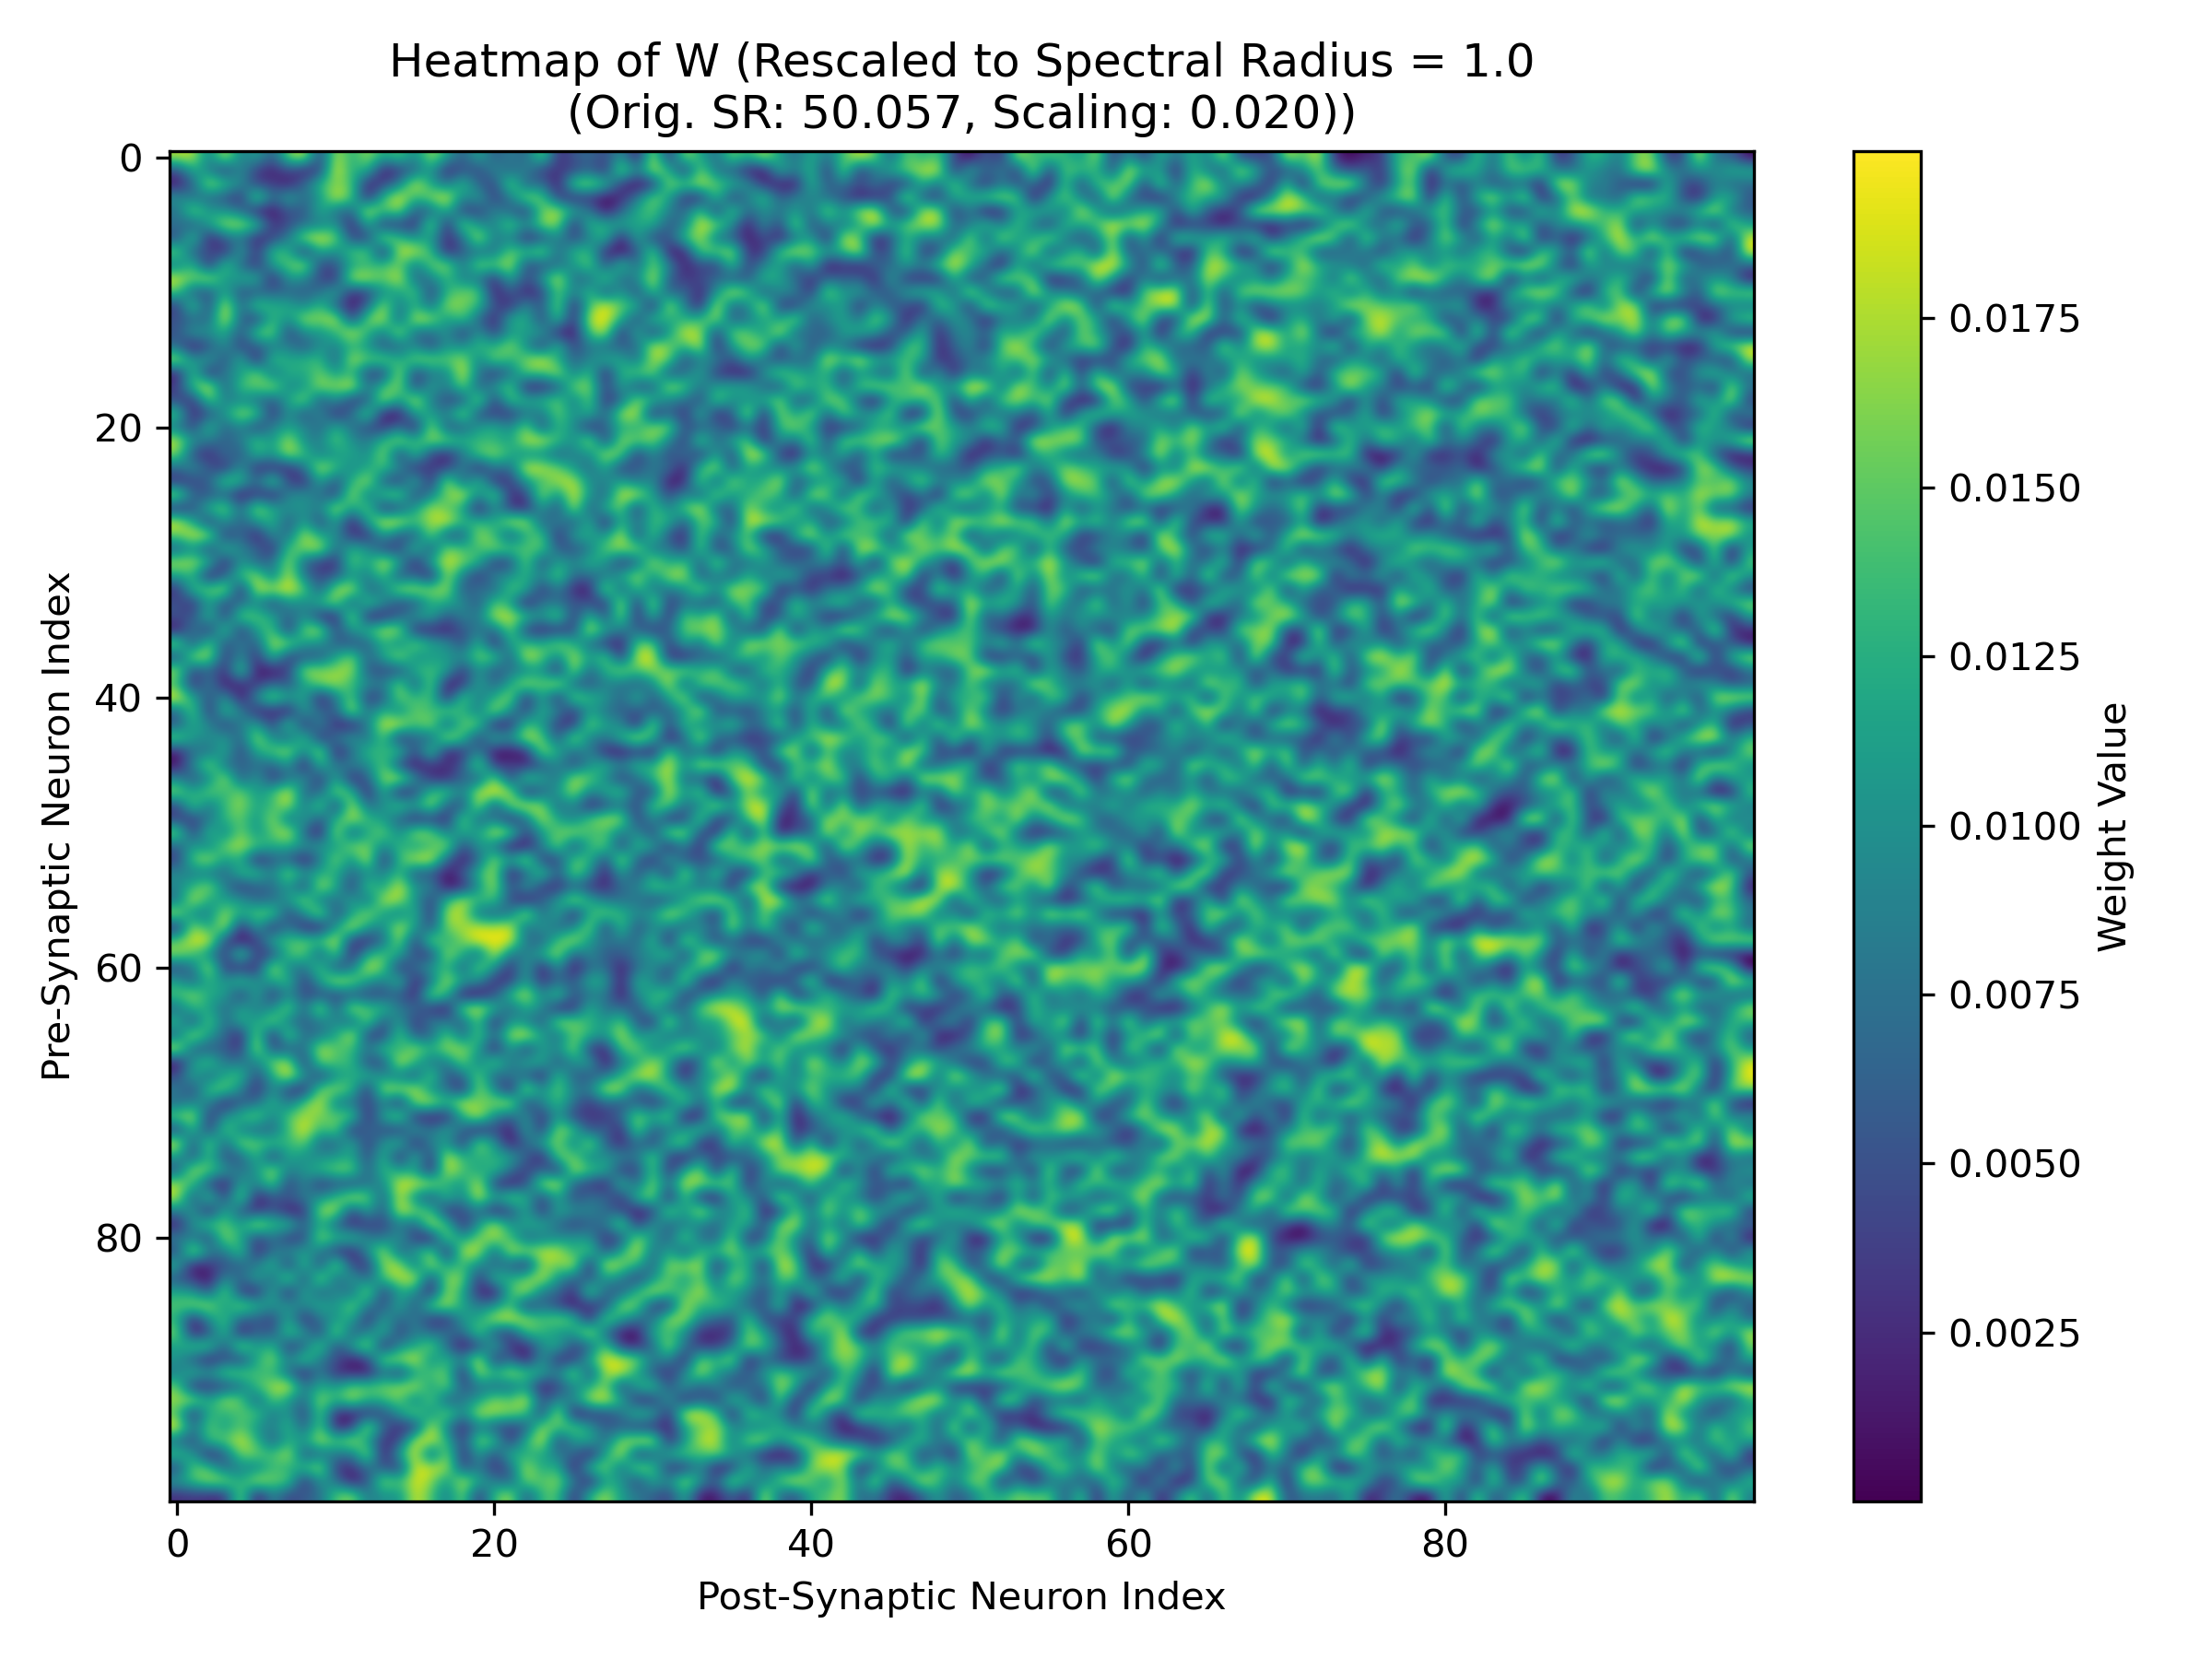 Heatmap of W (Rescaled to Spectral Radius = 1.0
(Orig. SR: 50.057, Scaling: 0.020))
0
20
40
60
80
Pre-Synaptic Neuron Index
0 20 40 60 80
Post-Synaptic Neuron Index
0.0175
0.0150
0.0125
0.0100
0.0075
0.0050
0.0025
Weight Value